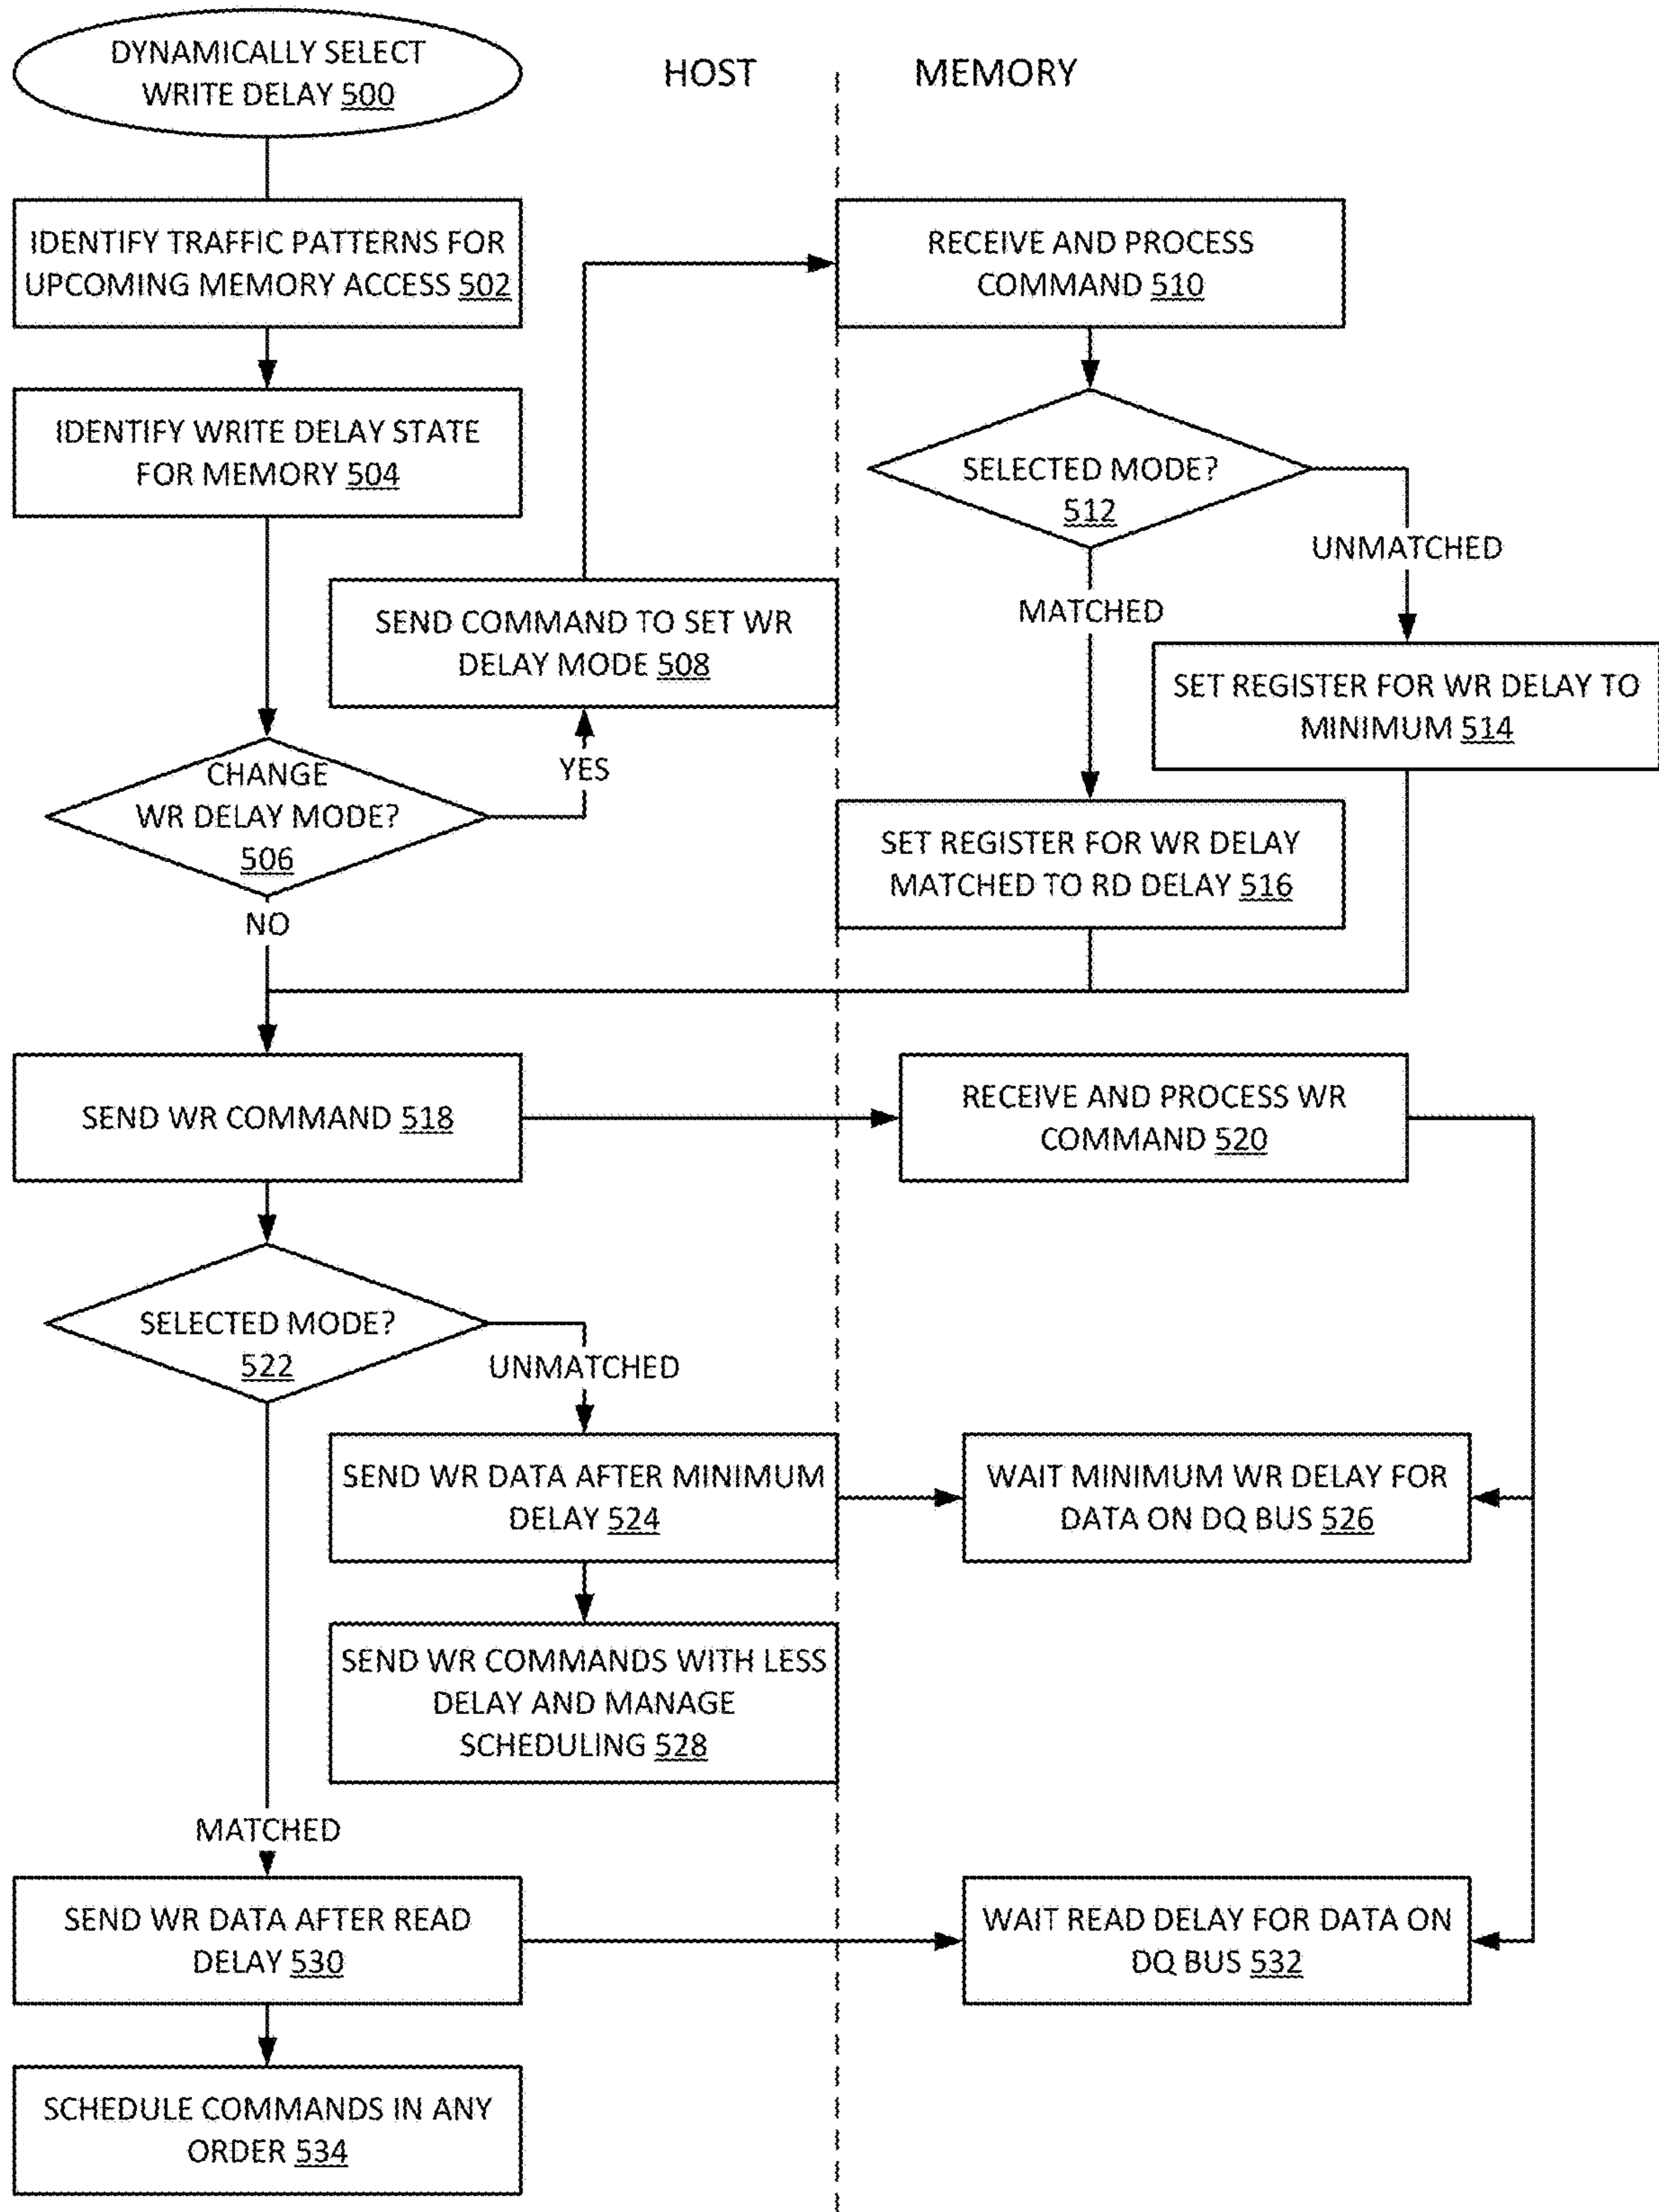 DYNAMICALLY SELECT
WRITE DELAY 500
HOST
MEMORY
IDENTIFY TRAFFIC PATTERNS FOR
UPCOMING MEMORY ACCESS 502
RECEIVE AND PROCESS
COMMAND 510
IDENTIFY WRITE DELAY STATE
FOR MEMORY 504
SELECTED MODE?
512
UNMATCHED
MATCHED
SEND COMMAND TO SET WR
DELAY MODE 508
SET REGISTER FOR WR DELAY TO
MINIMUM 514
CHANGE
WR DELAY MODE?
506
YES
NO
SET REGISTER FOR WR DELAY
MATCHED TO RD DELAY 516
SEND WR COMMAND 518
RECEIVE AND PROCESS WR
COMMAND 520
SELECTED MODE?
522
UNMATCHED
SEND WR DATA AFTER MINIMUM
DELAY 524
WAIT MINIMUM WR DELAY FOR
DATA ON DQ BUS 526
SEND WR COMMANDS WITH LESS
DELAY AND MANAGE
SCHEDULING 528
MATCHED
SEND WR DATA AFTER READ
DELAY 530
WAIT READ DELAY FOR DATA ON
DQ BUS 532
SCHEDULE COMMANDS IN ANY
ORDER 534